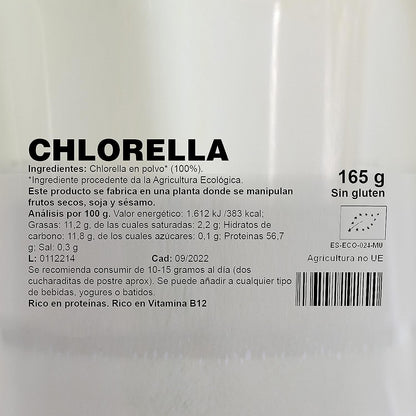 CHLORELLA
Ingredientes: Chlorella en polvo* (100%).
*Ingrediente procedente da la Agricultura Ecológica.
Este producto se fabrica en una planta donde se manipulan
frutos secos, soja y sésamo.
Análisis por 100 g. Valor energético: 1.612 kJ /383 kcal;
Grasas: 11,2 g, de las cuales saturadas: 2,2 g; Hidratos de
carbono: 11,8 g, de los cuales azúcares: 0,1 g; Proteinas 56,7
g; Sal: 0,3 g
L: 0112214 Cad: 09/2022
Se recomienda consumir de 10-15 gramos al día (dos
cucharaditas de postre aprox). Se puede añadir a cualquier tipo
de bebidas, yogures o batidos.
Rico en proteínas. Rico en Vitamina B12
165 g
Sin gluten
ES-ECO-024-MU
Agricultura no UE